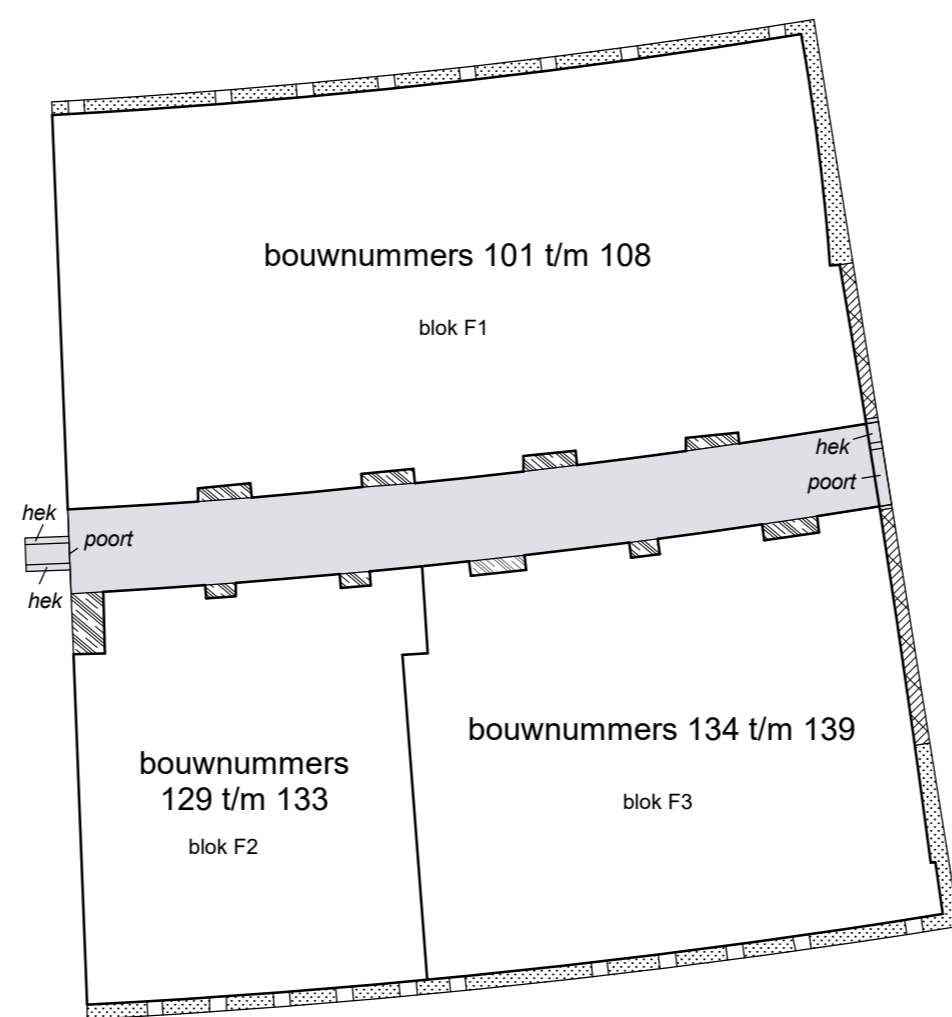 bouwnummers 101 t/m 108
blok F1
hek
poort
hek
poort
hek
bouwnummers 134 t/m 139
bouwnummers
129 t/m 133
blok F3
blok F2